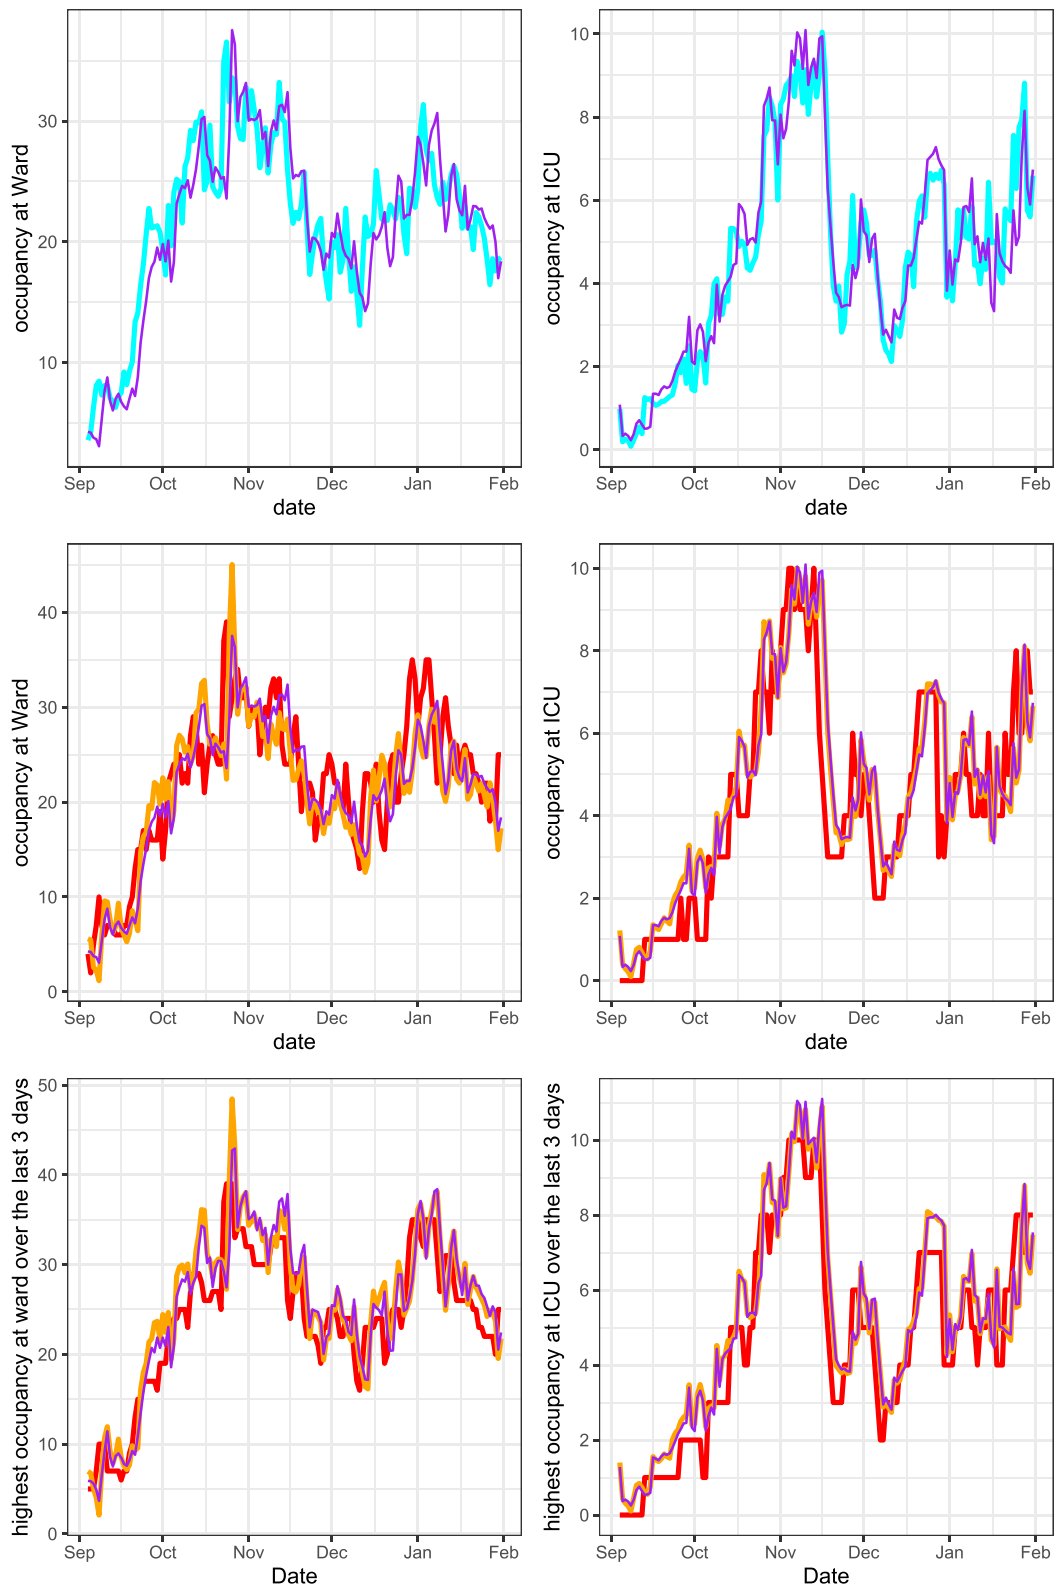 occupancy at Ward
30
20
10
Sep Oct Nov Dec Jan Feb
date
occupancy at ICU
10
8
6
4
2
0
Sep Oct Nov Dec Jan Feb
date
occupancy at Ward
40
30
20
10
0
Sep Oct Nov Dec Jan Feb
date
occupancy at ICU
10
8
6
4
2
0
Sep Oct Nov Dec Jan Feb
date
highest occupancy at ward over the last 3 days
50
40
30
20
10
0
Sep Oct Nov Dec Jan Feb
Date
highest occupancy at ICU over the last 3 days
10
8
6
4
2
0
Sep Oct Nov Dec Jan Feb
Date